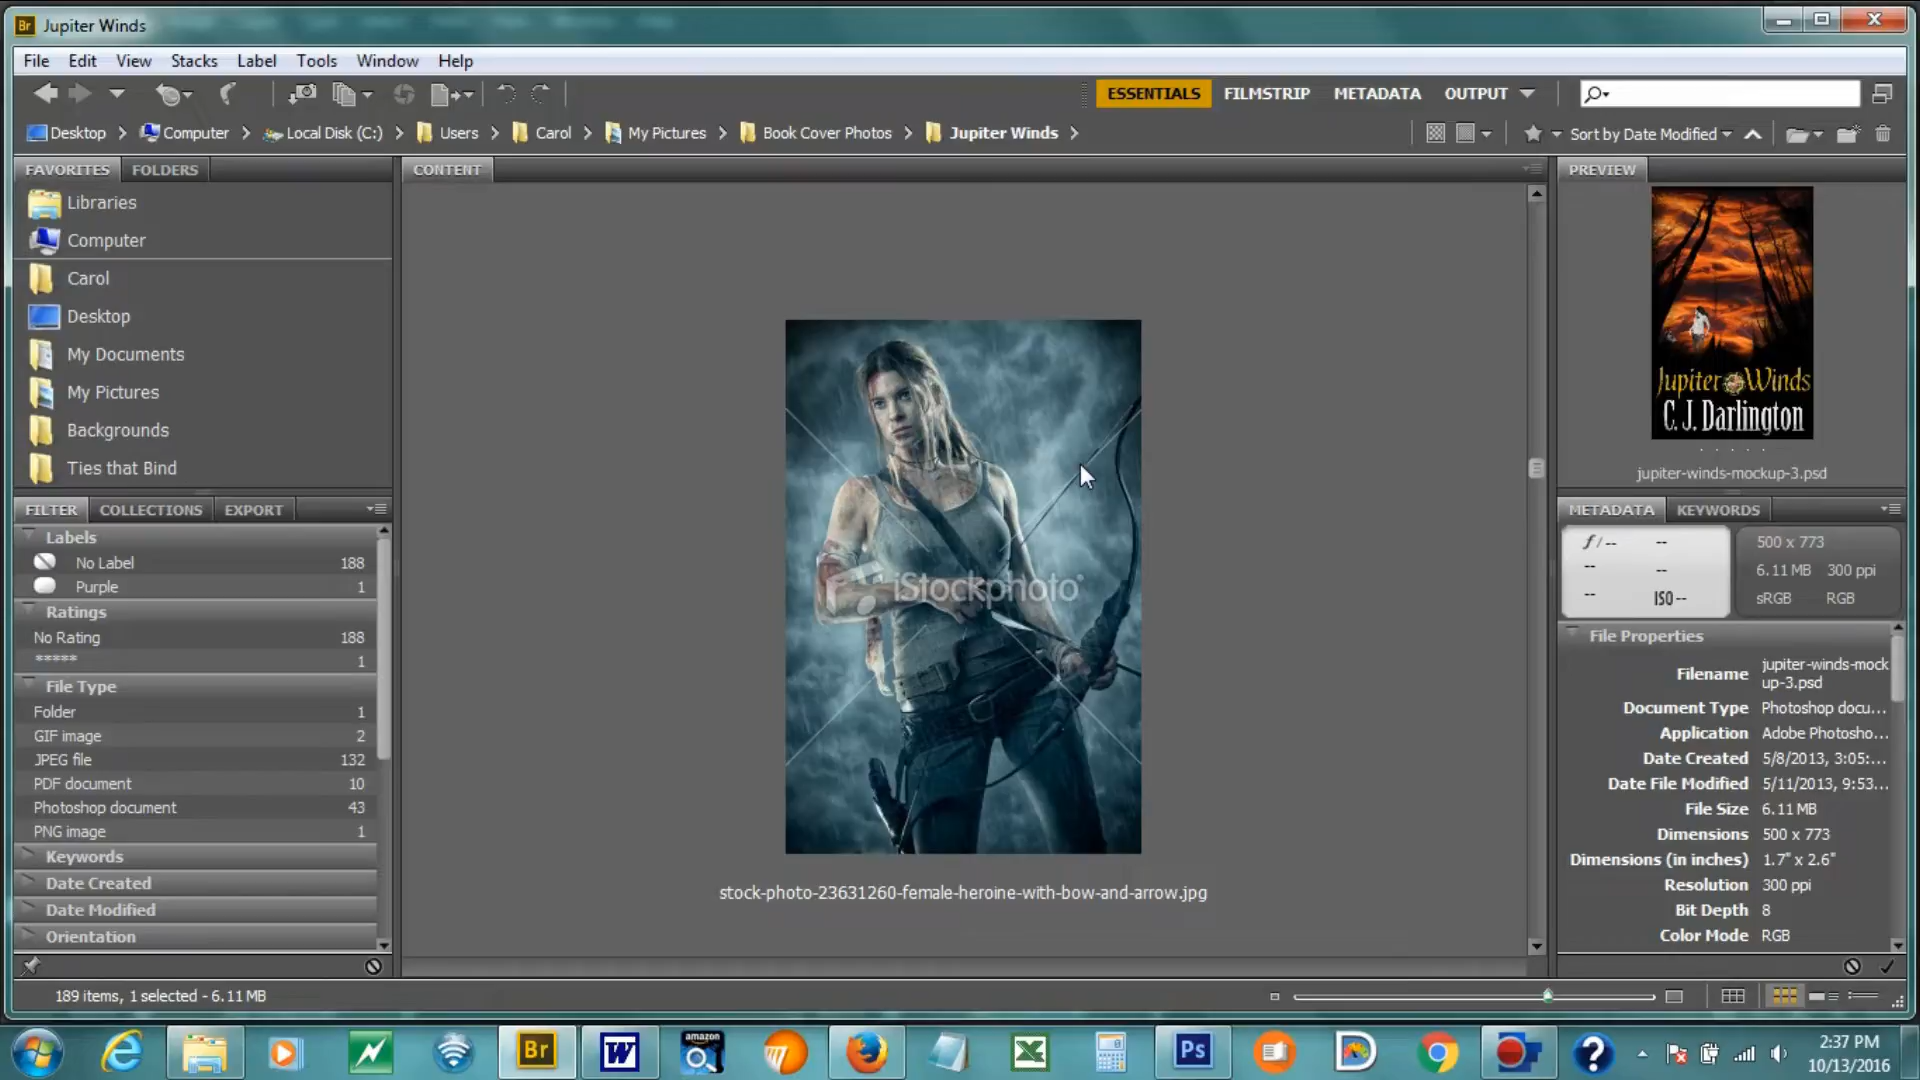 Br Jupiter Winds
File Edit View Stacks Label Tools Window Help
ESSENTIALS FILMSTRIP METADATA OUTPUT
Desktop Computer Local Disk (C:) Users Carol My Pictures Book Cover Photos Jupiter Winds
Sort by Date Modified
FAVORITES FOLDERS
CONTENT
PREVIEW
Libraries
Computer
Carol
Desktop
My Documents
My Pictures
Backgrounds
Ties that Bind
Jupiter Winds
C. J. Darlington
jupiter-winds-mockup-3.psd
iStockphoto
stock-photo-23631260-female-heroine-with-bow-and-arrow.jpg
FILTER COLLECTIONS EXPORT
Labels
No Label 188
Purple 1
Ratings
No Rating 188
***** 1
File Type
Folder 1
GIF image 2
JPEG file 132
PDF document 10
Photoshop document 43
PNG image 1
Keywords
Date Created
Date Modified
Orientation
METADATA KEYWORDS
f/-- --
-- --
-- ISO --
500 x 773
6.11 MB 300 ppi
sRGB RGB
File Properties
Filename jupiter-winds-mock
up-3.psd
Document Type Photoshop docu...
Application Adobe Photosho...
Date Created 5/8/2013, 3:05:...
Date File Modified 5/11/2013, 9:53...
File Size 6.11 MB
Dimensions 500 x 773
Dimensions (in inches) 1.7" x 2.6"
Resolution 300 ppi
Bit Depth 8
Color Mode RGB
189 items, 1 selected - 6.11 MB
Br W amazon Ps ?
2:37 PM
10/13/2016